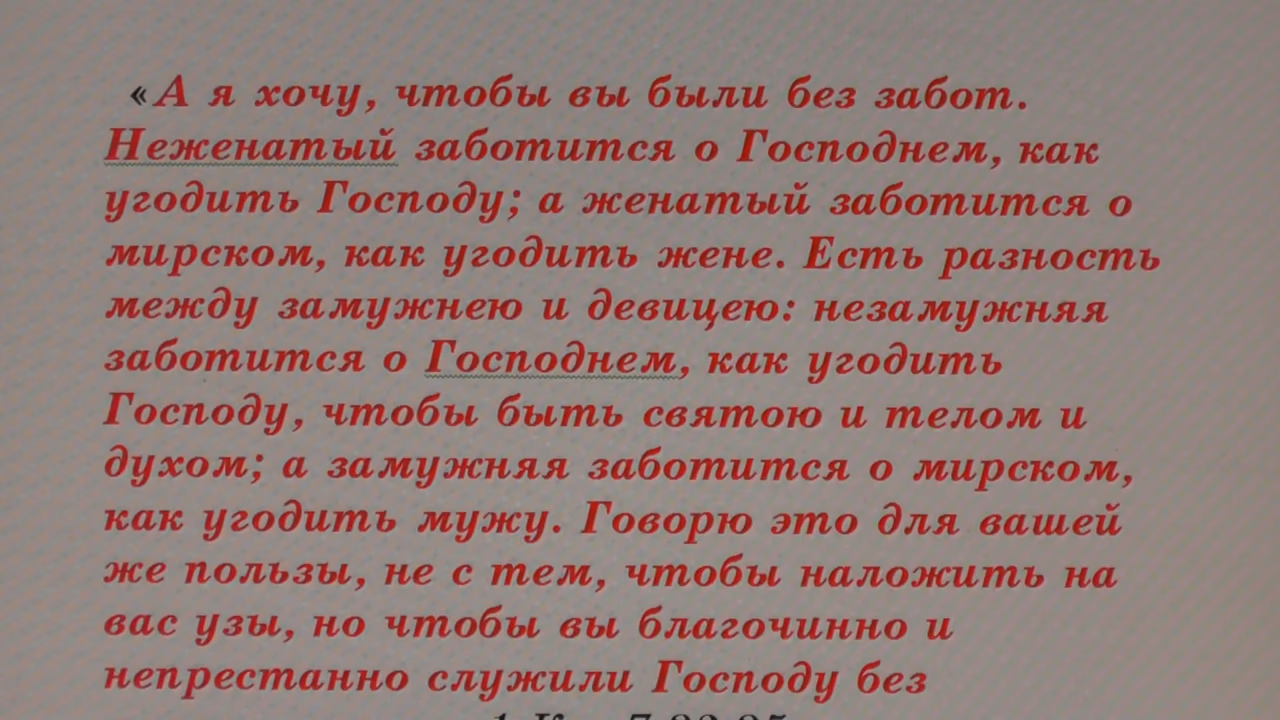 «А я хочу, чтобы вы были без забот.
Неженатый заботится о Господнем, как
угодить Господу; а женатый заботится о
мирском, как угодить жене. Есть разность
между замужнею и девицею: незамужняя
заботится о Господнем, как угодить
Господу, чтобы быть святою и телом и
духом; а замужняя заботится о мирском,
как угодить мужу. Говорю это для вашей
же пользы, не с тем, чтобы наложить на
вас узы, но чтобы вы благочинно и
непрестанно служили Господу без